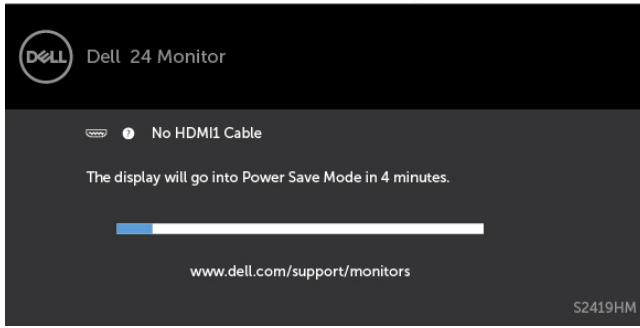 DELL
Dell 24 Monitor
? No HDMI1 Cable
The display will go into Power Save Mode in 4 minutes.
www.dell.com/support/monitors
S2419HM